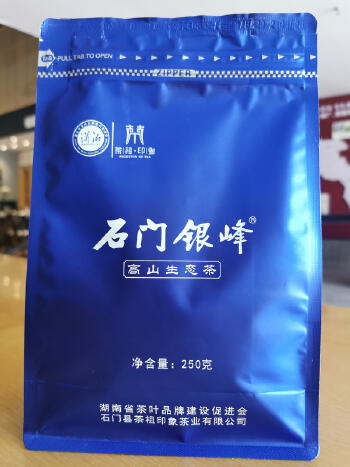 PULL TAB TO OPEN
ZIPPER
茶祖·印象
石门银峰®
高山生态茶
净含量：250克
湖南省茶叶品牌建设促进会
石门县茶祖印象茶业有限公司